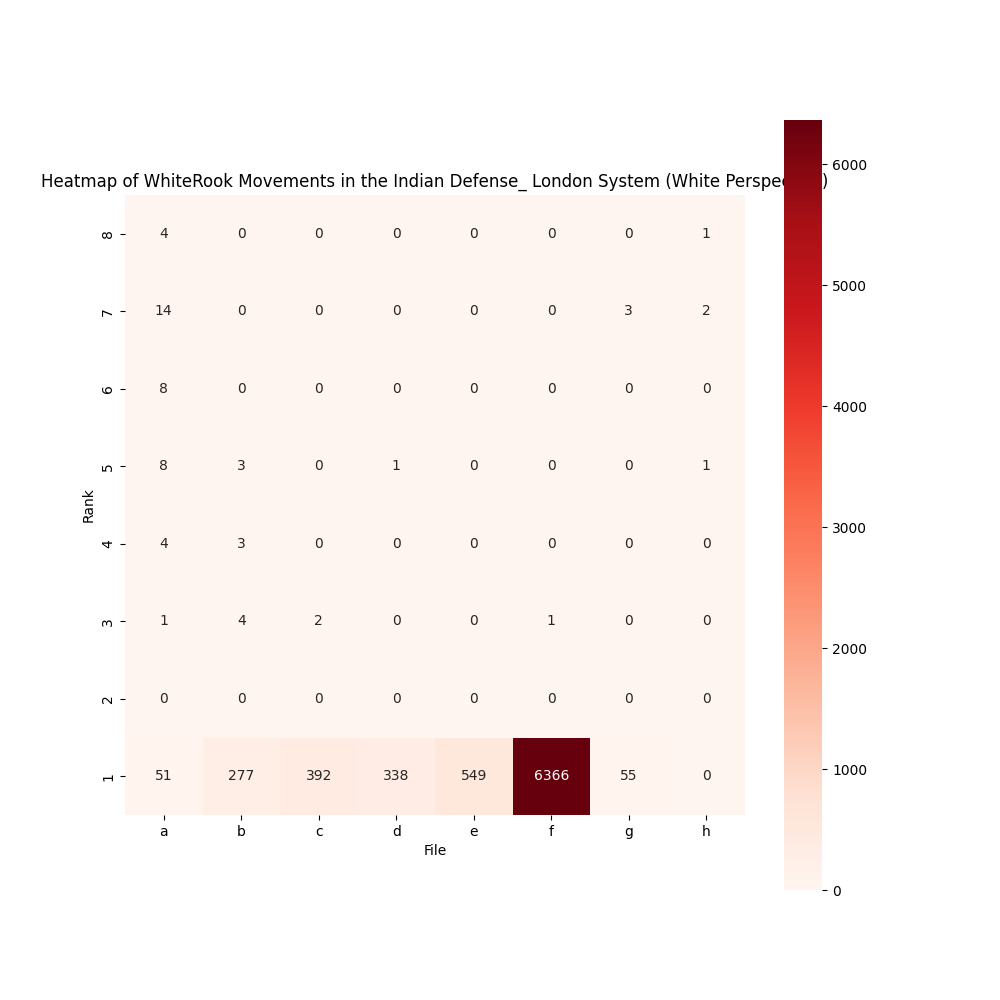 Heatmap of WhiteRook Movements in the Indian Defense_ London System (White Perspe )
6000
5000
4000
3000
2000
1000
0
Rank
8 4 0 0 0 0 0 0 1
7 14 0 0 0 0 0 3 2
6 8 0 0 0 0 0 0 0
5 8 3 0 1 0 0 0 1
4 4 3 0 0 0 0 0 0
3 1 4 2 0 0 1 0 0
2 0 0 0 0 0 0 0 0
1 51 277 392 338 549 6366 55 0
a b c d e f g h
File